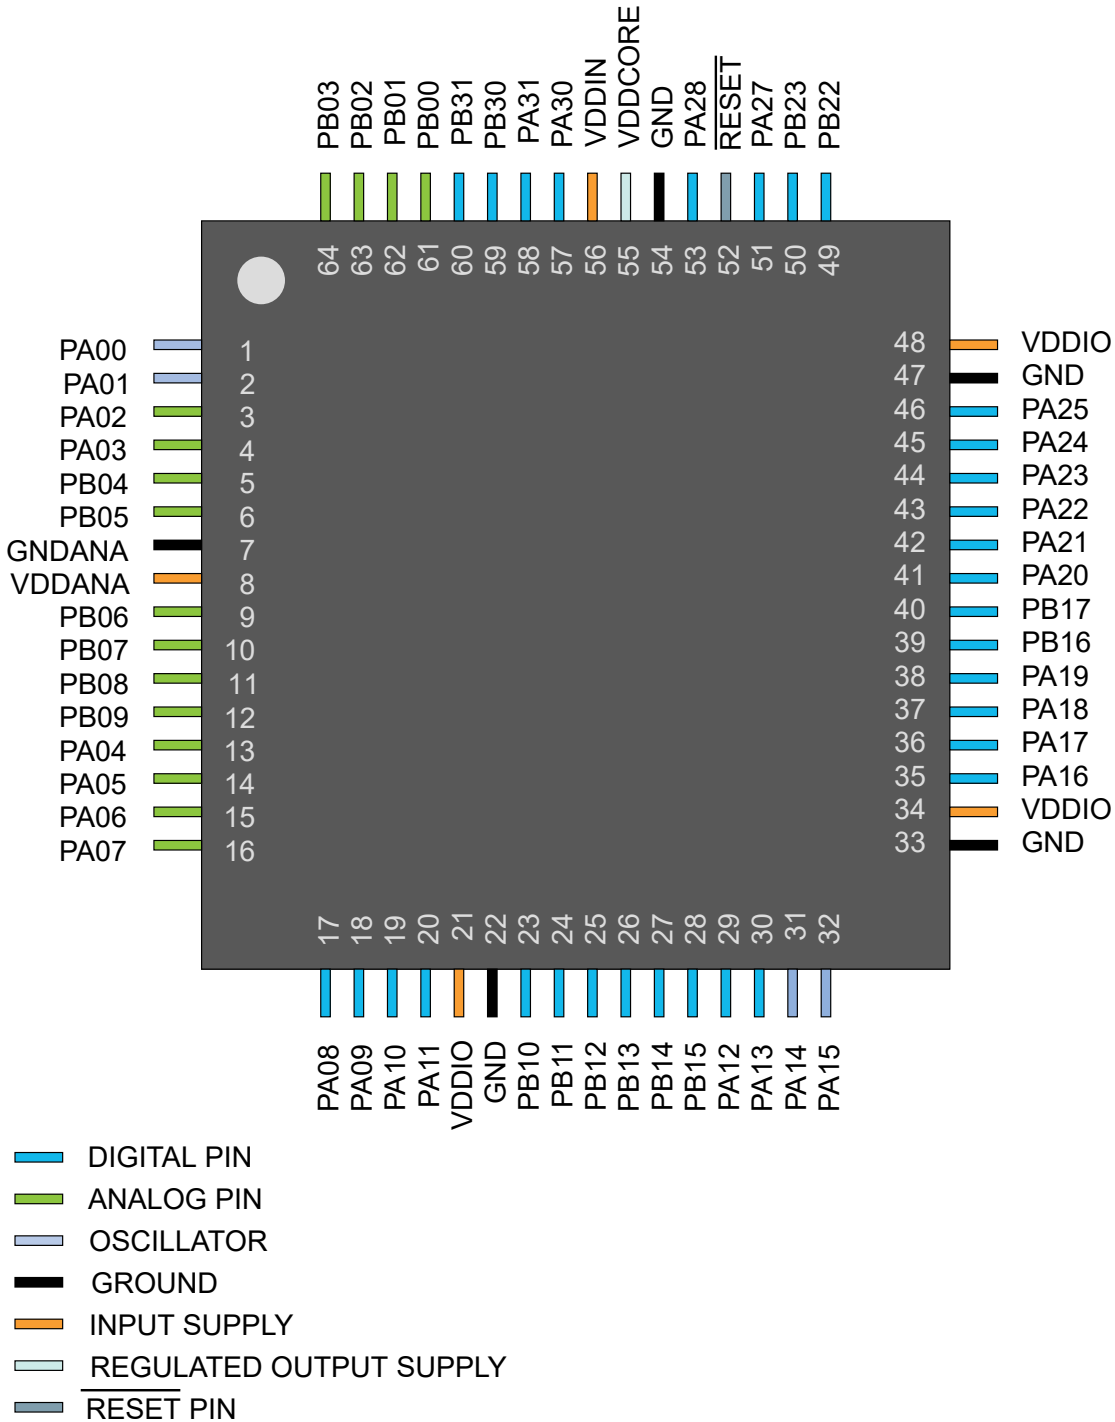 PB03
PB02
PB01
PB00
PB31
PB30
PA31
PA30
VDDIN
VDDCORE
GND
PA28
RESET
PA27
PB23
PB22
64
63
62
61
60
59
58
57
56
55
54
53
52
51
50
49
PA00 1
PA01 2
PA02 3
PA03 4
PB04 5
PB05 6
GNDANA 7
VDDANA 8
PB06 9
PB07 10
PB08 11
PB09 12
PA04 13
PA05 14
PA06 15
PA07 16
48 VDDIO
47 GND
46 PA25
45 PA24
44 PA23
43 PA22
42 PA21
41 PA20
40 PB17
39 PB16
38 PA19
37 PA18
36 PA17
35 PA16
34 VDDIO
33 GND
17
18
19
20
21
22
23
24
25
26
27
28
29
30
31
32
PA08
PA09
PA10
PA11
VDDIO
GND
PB10
PB11
PB12
PB13
PB14
PB15
PA12
PA13
PA14
PA15
DIGITAL PIN
ANALOG PIN
OSCILLATOR
GROUND
INPUT SUPPLY
REGULATED OUTPUT SUPPLY
RESET PIN